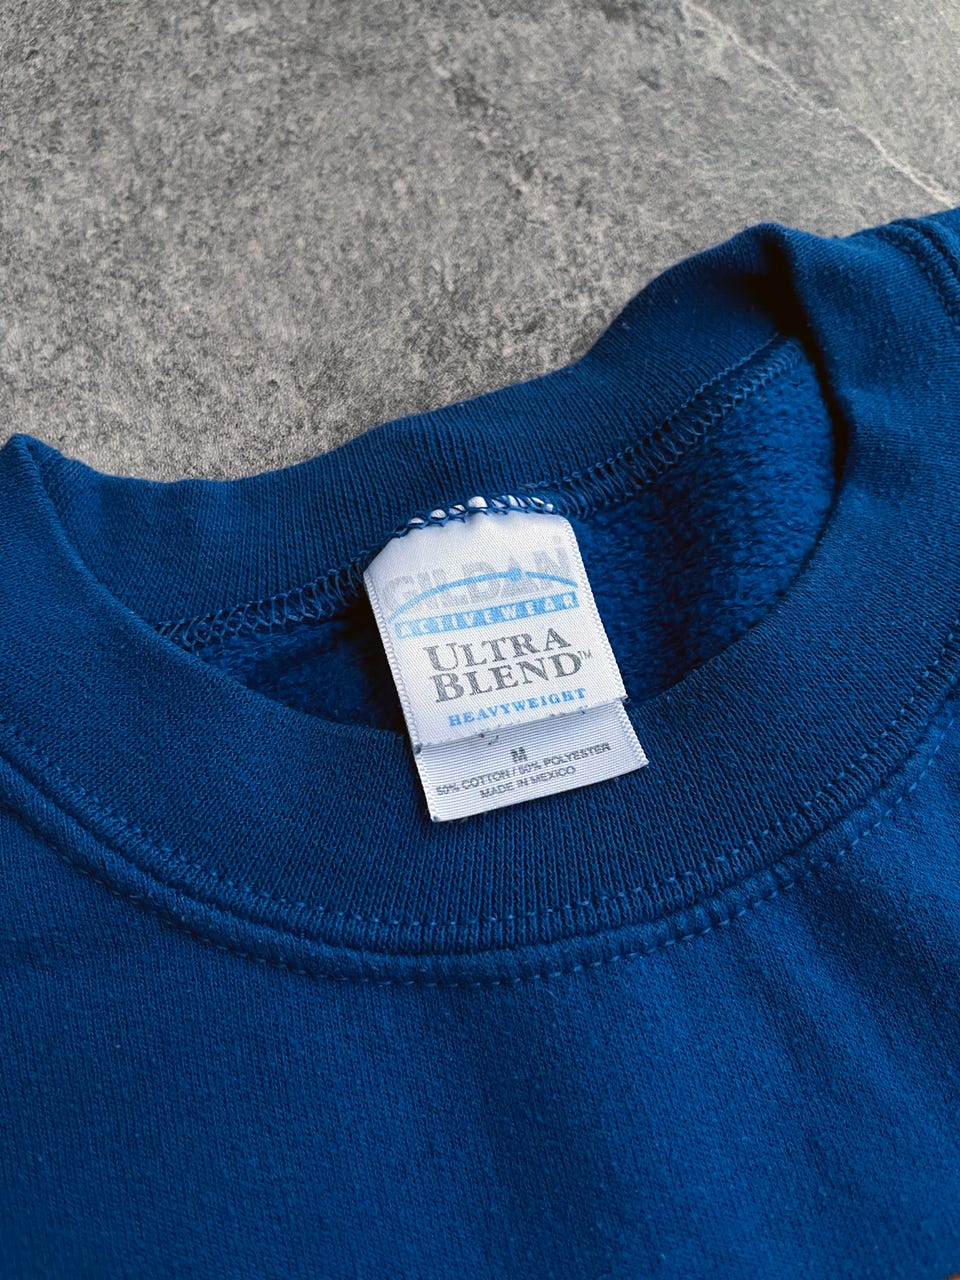 GILDAN
ACTIVEWEAR
ULTRA
BLEND™
HEAVYWEIGHT
M
50% COTTON / 50% POLYESTER
MADE IN MEXICO